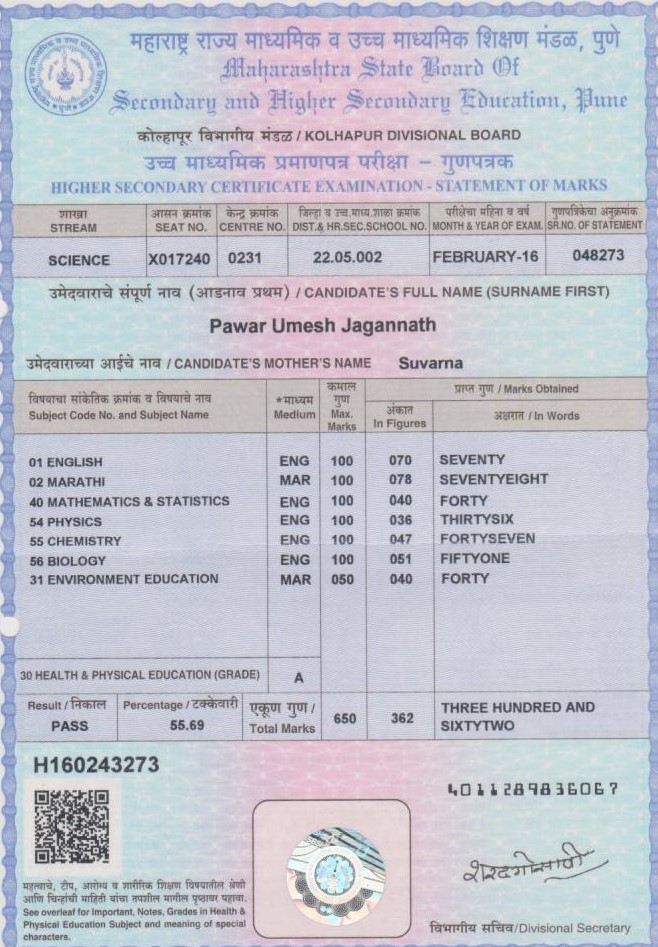 महाराष्ट्र राज्य माध्यमिक व उच्च माध्यमिक शिक्षण मंडळ, पुणे
Maharashtra State Board Of
Secondary and Higher Secondary Education, Pune
कोल्हापूर विभागीय मंडळ / KOLHAPUR DIVISIONAL BOARD
उच्च माध्यमिक प्रमाणपत्र परीक्षा – गुणपत्रक
HIGHER SECONDARY CERTIFICATE EXAMINATION - STATEMENT OF MARKS
शाखा आसन क्रमांक केन्द्र क्रमांक जिल्हा व उच्च.माध्य.शाळा क्रमांक परीक्षेचा महिना व वर्ष गुणपत्रिकेचा अनुक्रमांक
STREAM SEAT NO. CENTRE NO. DIST.& HR.SEC.SCHOOL NO. MONTH & YEAR OF EXAM. SR.NO. OF STATEMENT
SCIENCE X017240 0231 22.05.002 FEBRUARY-16 048273
उमेदवाराचे संपूर्ण नाव (आडनाव प्रथम) / CANDIDATE'S FULL NAME (SURNAME FIRST)
Pawar Umesh Jagannath
उमेदवाराच्या आईचे नाव / CANDIDATE'S MOTHER'S NAME Suvarna
विषयाचा सांकेतिक क्रमांक व विषयाचे नाव
Subject Code No. and Subject Name
*माध्यम
Medium
कमाल
गुण
Max.
Marks
प्राप्त गुण / Marks Obtained
अंकात
In Figures
अक्षरात / In Words
01 ENGLISH ENG 100 070 SEVENTY
02 MARATHI MAR 100 078 SEVENTYEIGHT
40 MATHEMATICS & STATISTICS ENG 100 040 FORTY
54 PHYSICS ENG 100 036 THIRTYSIX
55 CHEMISTRY ENG 100 047 FORTYSEVEN
56 BIOLOGY ENG 100 051 FIFTYONE
31 ENVIRONMENT EDUCATION MAR 050 040 FORTY
30 HEALTH & PHYSICAL EDUCATION (GRADE) A
Result / निकाल
PASS
Percentage / टक्केवारी
55.69
एकूण गुण /
Total Marks
650 362
THREE HUNDRED AND
SIXTYTWO
H160243273
4011289836067
महत्वाचे, टीप, आरोग्य व शारीरिक शिक्षण विषयातील श्रेणी
आणि चिन्हांची माहिती यांचा तपशील मागील पृष्ठावर पहावा.
See overleaf for Important, Notes, Grades in Health &
Physical Education Subject and meaning of special
characters.
शरद गोसावी
विभागीय सचिव/Divisional Secretary